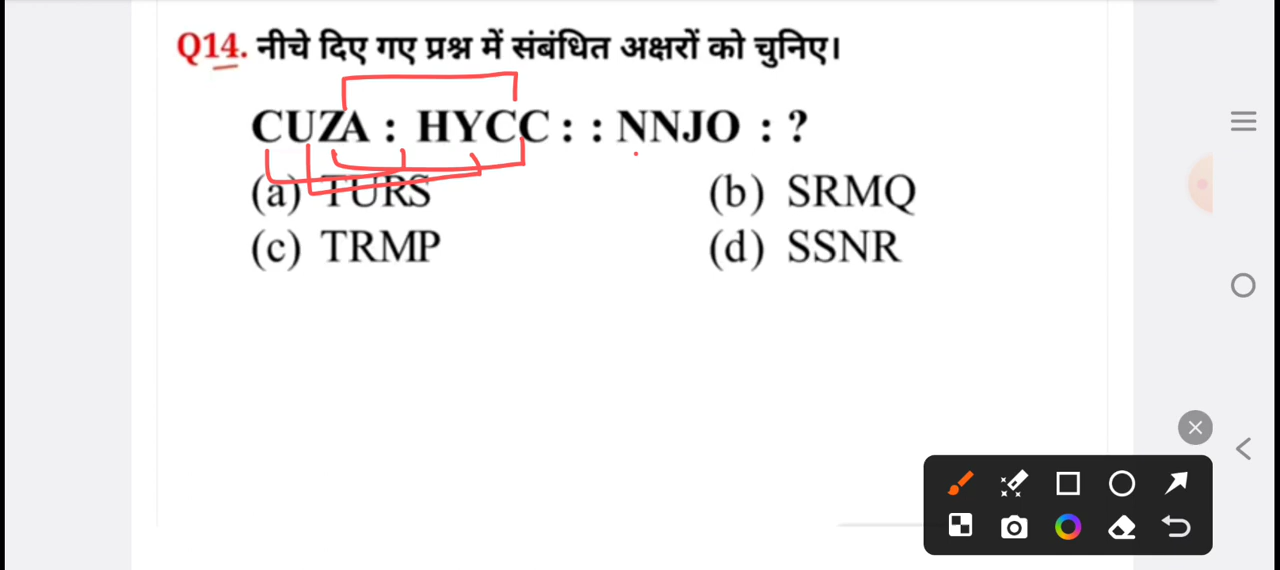 Q14. नीचे दिए गए प्रश्न में संबंधित अक्षरों को चुनिए।
CUZA : HYCC : : NNJO : ?
(a) TURS (b) SRMQ
(c) TRMP (d) SSNR